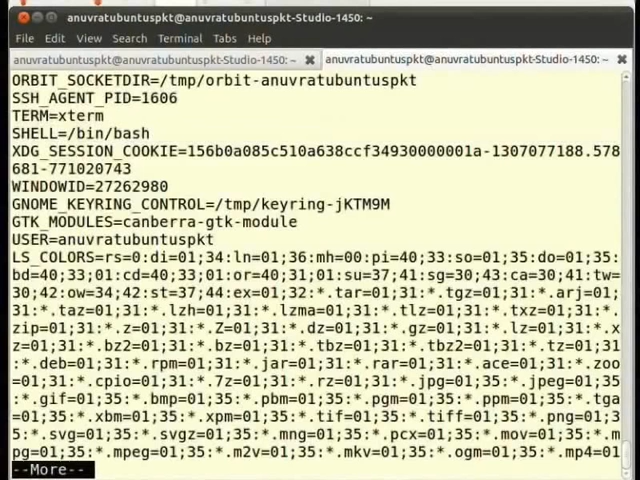 anuvratubuntuspkt@anuvratubuntuspkt-Studio-1450: ~
File Edit View Search Terminal Tabs Help
anuvratubuntuspkt@anuvratubuntuspkt-Studio-1450: ~ anuvratubuntuspkt@anuvratubuntuspkt-Studio-1450: ~
ORBIT_SOCKETDIR=/tmp/orbit-anuvratubuntuspkt
SSH_AGENT_PID=1606
TERM=xterm
SHELL=/bin/bash
XDG_SESSION_COOKIE=156b0a085c510a638ccf34930000001a-1307077188.578
681-771020743
WINDOWID=27262980
GNOME_KEYRING_CONTROL=/tmp/keyring-jKTM9M
GTK_MODULES=canberra-gtk-module
USER=anuvratubuntuspkt
LS_COLORS=rs=0:di=01;34:ln=01;36:mh=00:pi=40;33:so=01;35:do=01;35:
bd=40;33;01:cd=40;33;01:or=40;31;01:su=37;41:sg=30;43:ca=30;41:tw=
30;42:ow=34;42:st=37;44:ex=01;32:*.tar=01;31:*.tgz=01;31:*.arj=01;
31:*.taz=01;31:*.lzh=01;31:*.lzma=01;31:*.tlz=01;31:*.txz=01;31:*.
zip=01;31:*.z=01;31:*.Z=01;31:*.dz=01;31:*.gz=01;31:*.lz=01;31:*.x
z=01;31:*.bz2=01;31:*.bz=01;31:*.tbz=01;31:*.tbz2=01;31:*.tz=01;31
:*.deb=01;31:*.rpm=01;31:*.jar=01;31:*.rar=01;31:*.ace=01;31:*.zoo
=01;31:*.cpio=01;31:*.7z=01;31:*.rz=01;31:*.jpg=01;35:*.jpeg=01;35
:*.gif=01;35:*.bmp=01;35:*.pbm=01;35:*.pgm=01;35:*.ppm=01;35:*.tga
=01;35:*.xbm=01;35:*.xpm=01;35:*.tif=01;35:*.tiff=01;35:*.png=01;3
5:*.svg=01;35:*.svgz=01;35:*.mng=01;35:*.pcx=01;35:*.mov=01;35:*.m
pg=01;35:*.mpeg=01;35:*.m2v=01;35:*.mkv=01;35:*.ogm=01;35:*.mp4=01
--More--